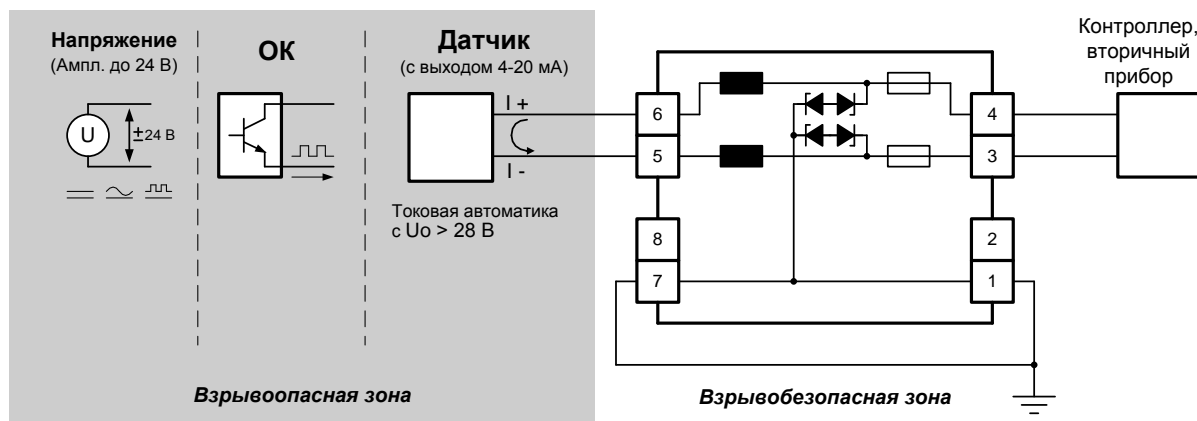 Напряжение
(Ампл. до 24 В)
U
±24 В
ОК
Датчик
(с выходом 4-20 мА)
I +
I -
Токовая автоматика
с Uo > 28 В
6
5
8
7
4
3
2
1
Контроллер,
вторичный
прибор
Взрывоопасная зона
Взрывобезопасная зона